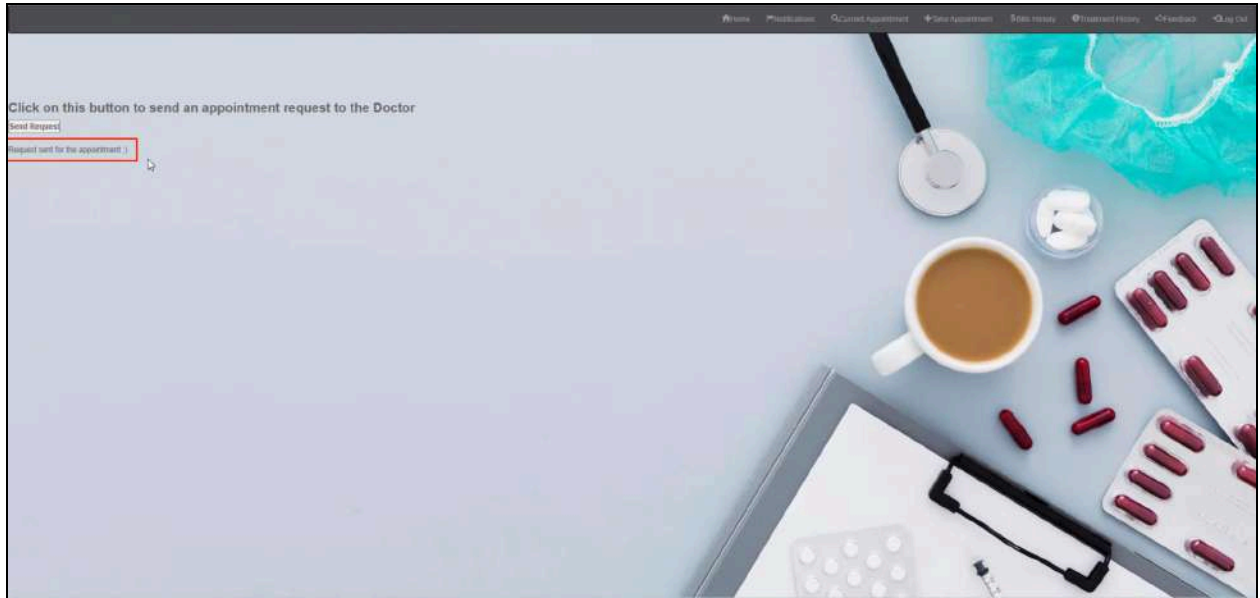 Home Notifications Current Appointment Take Appointment Bills History Treatment History Feedback Log Out
Click on this button to send an appointment request to the Doctor
Send Request
Request sent for the appointment ;)